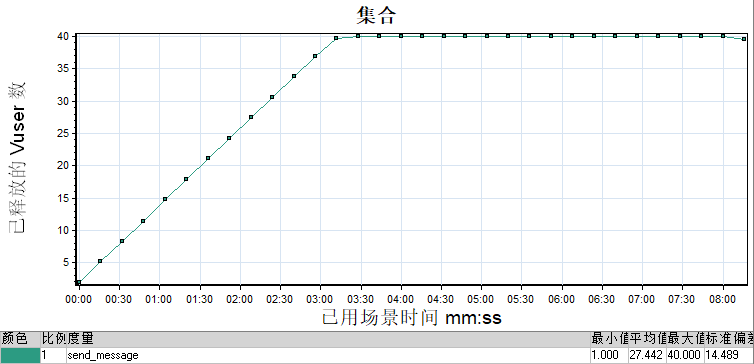 集合
已释放的 Vuser 数
40
35
30
25
20
15
10
5
00:00 00:30 01:00 01:30 02:00 02:30 03:00 03:30 04:00 04:30 05:00 05:30 06:00 06:30 07:00 07:30 08:00
已用场景时间 mm:ss
颜色 比例 度量 最小值 平均值 最大值 标准偏差
1 send_message 1.000 27.442 40.000 14.489